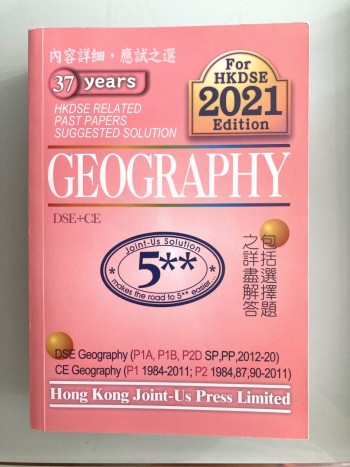 內容詳細，應試之選
37 years
HKDSE RELATED
PAST PAPERS
SUGGESTED SOLUTION
For
HKDSE
2021
Edition
GEOGRAPHY
DSE+CE
Joint-Us Solution
5**
* makes the road to 5** easier... *
包括選擇題
之詳盡解答
DSE Geography (P1A, P1B, P2D SP,PP,2012-20)
CE Geography (P1 1984-2011; P2 1984,87,90-2011)
Hong Kong Joint-Us Press Limited